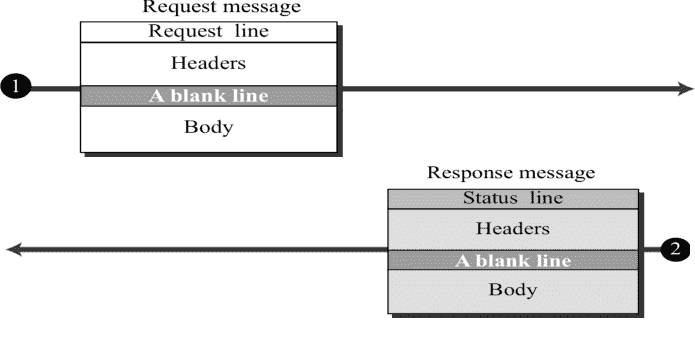 Request message
Request line
Headers
1
A blank line
Body
Response message
Status line
Headers
A blank line
2
Body